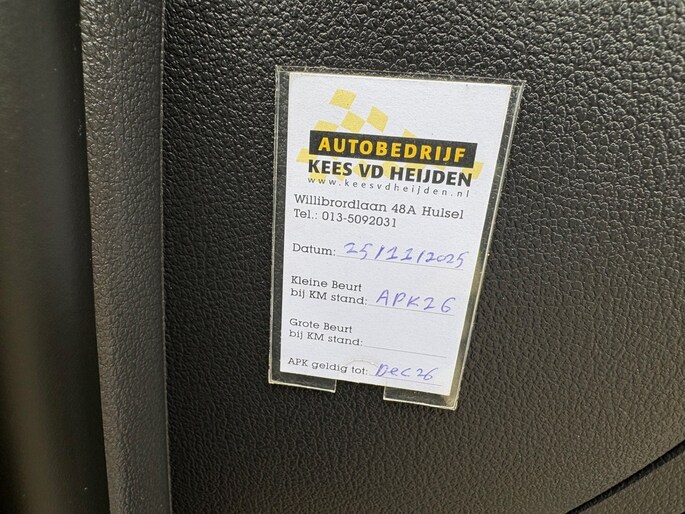 AUTOBEDRIJF
KEES VD HEIJDEN
www.keesvdheijden.nl
Willibrordlaan 48A Hulsel
Tel.: 013-5092031
Datum: 25/11/2025
Kleine Beurt
bij KM stand: APK26
Grote Beurt
bij KM stand:
APK geldig tot: Dec 26